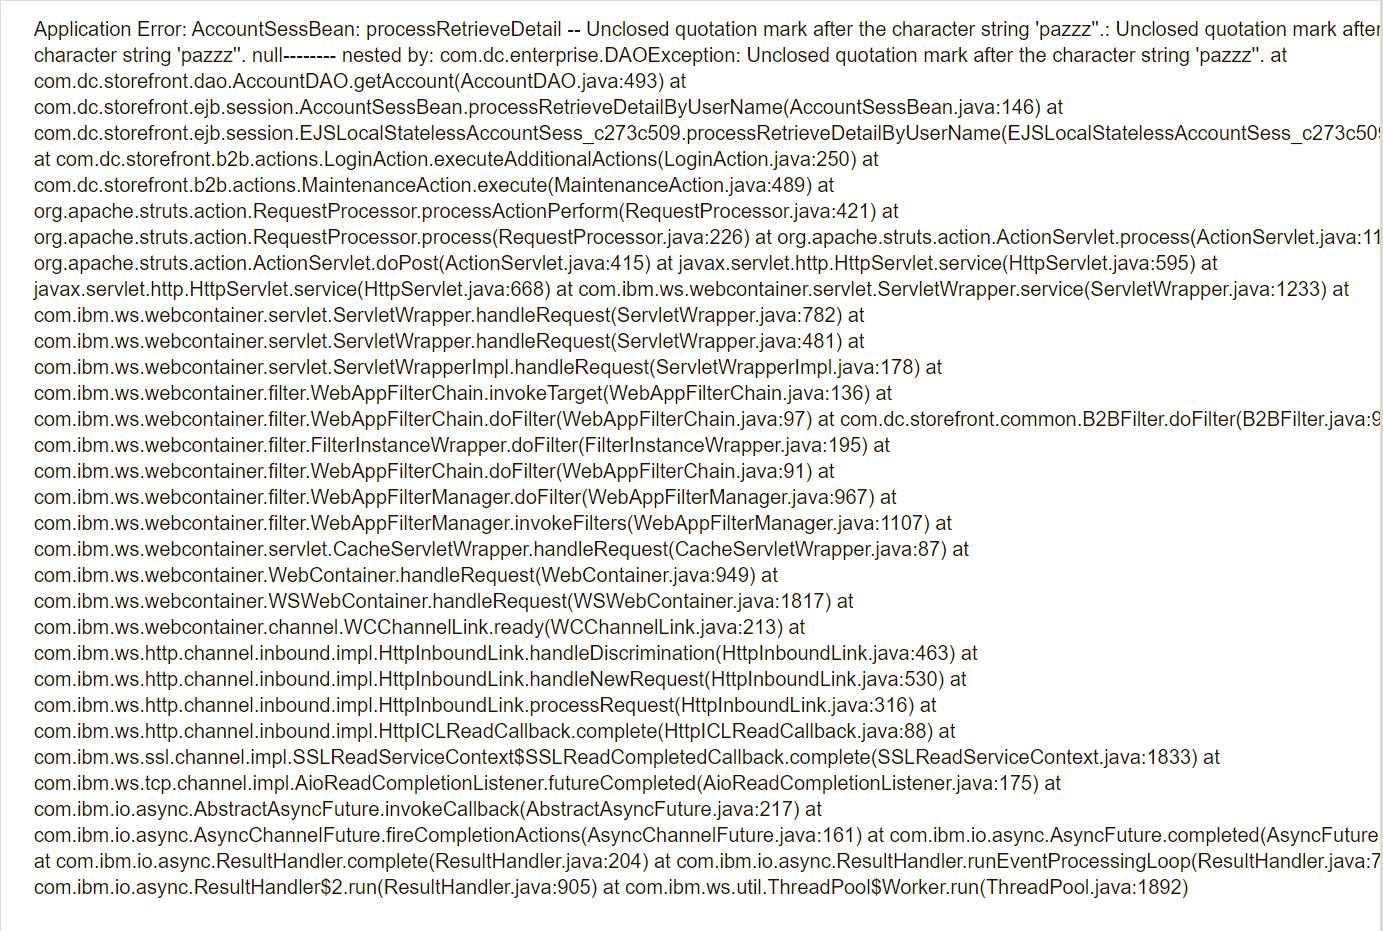 Application Error: AccountSessBean: processRetrieveDetail -- Unclosed quotation mark after the character string 'pazzz''.: Unclosed quotation mark after
character string 'pazzz''. null-------- nested by: com.dc.enterprise.DAOException: Unclosed quotation mark after the character string 'pazzz''. at
com.dc.storefront.dao.AccountDAO.getAccount(AccountDAO.java:493) at
com.dc.storefront.ejb.session.AccountSessBean.processRetrieveDetailByUserName(AccountSessBean.java:146) at
com.dc.storefront.ejb.session.EJSLocalStatelessAccountSess_c273c509.processRetrieveDetailByUserName(EJSLocalStatelessAccountSess_c273c509
at com.dc.storefront.b2b.actions.LoginAction.executeAdditionalActions(LoginAction.java:250) at
com.dc.storefront.b2b.actions.MaintenanceAction.execute(MaintenanceAction.java:489) at
org.apache.struts.action.RequestProcessor.processActionPerform(RequestProcessor.java:421) at
org.apache.struts.action.RequestProcessor.process(RequestProcessor.java:226) at org.apache.struts.action.ActionServlet.process(ActionServlet.java:11
org.apache.struts.action.ActionServlet.doPost(ActionServlet.java:415) at javax.servlet.http.HttpServlet.service(HttpServlet.java:595) at
javax.servlet.http.HttpServlet.service(HttpServlet.java:668) at com.ibm.ws.webcontainer.servlet.ServletWrapper.service(ServletWrapper.java:1233) at
com.ibm.ws.webcontainer.servlet.ServletWrapper.handleRequest(ServletWrapper.java:782) at
com.ibm.ws.webcontainer.servlet.ServletWrapper.handleRequest(ServletWrapper.java:481) at
com.ibm.ws.webcontainer.servlet.ServletWrapperImpl.handleRequest(ServletWrapperImpl.java:178) at
com.ibm.ws.webcontainer.filter.WebAppFilterChain.invokeTarget(WebAppFilterChain.java:136) at
com.ibm.ws.webcontainer.filter.WebAppFilterChain.doFilter(WebAppFilterChain.java:97) at com.dc.storefront.common.B2BFilter.doFilter(B2BFilter.java:9
com.ibm.ws.webcontainer.filter.FilterInstanceWrapper.doFilter(FilterInstanceWrapper.java:195) at
com.ibm.ws.webcontainer.filter.WebAppFilterChain.doFilter(WebAppFilterChain.java:91) at
com.ibm.ws.webcontainer.filter.WebAppFilterManager.doFilter(WebAppFilterManager.java:967) at
com.ibm.ws.webcontainer.filter.WebAppFilterManager.invokeFilters(WebAppFilterManager.java:1107) at
com.ibm.ws.webcontainer.servlet.CacheServletWrapper.handleRequest(CacheServletWrapper.java:87) at
com.ibm.ws.webcontainer.WebContainer.handleRequest(WebContainer.java:949) at
com.ibm.ws.webcontainer.WSWebContainer.handleRequest(WSWebContainer.java:1817) at
com.ibm.ws.webcontainer.channel.WCChannelLink.ready(WCChannelLink.java:213) at
com.ibm.ws.http.channel.inbound.impl.HttpInboundLink.handleDiscrimination(HttpInboundLink.java:463) at
com.ibm.ws.http.channel.inbound.impl.HttpInboundLink.handleNewRequest(HttpInboundLink.java:530) at
com.ibm.ws.http.channel.inbound.impl.HttpInboundLink.processRequest(HttpInboundLink.java:316) at
com.ibm.ws.http.channel.inbound.impl.HttpICLReadCallback.complete(HttpICLReadCallback.java:88) at
com.ibm.ws.ssl.channel.impl.SSLReadServiceContext$SSLReadCompletedCallback.complete(SSLReadServiceContext.java:1833) at
com.ibm.ws.tcp.channel.impl.AioReadCompletionListener.futureCompleted(AioReadCompletionListener.java:175) at
com.ibm.io.async.AbstractAsyncFuture.invokeCallback(AbstractAsyncFuture.java:217) at
com.ibm.io.async.AsyncChannelFuture.fireCompletionActions(AsyncChannelFuture.java:161) at com.ibm.io.async.AsyncFuture.completed(AsyncFuture
at com.ibm.io.async.ResultHandler.complete(ResultHandler.java:204) at com.ibm.io.async.ResultHandler.runEventProcessingLoop(ResultHandler.java:7
com.ibm.io.async.ResultHandler$2.run(ResultHandler.java:905) at com.ibm.ws.util.ThreadPool$Worker.run(ThreadPool.java:1892)